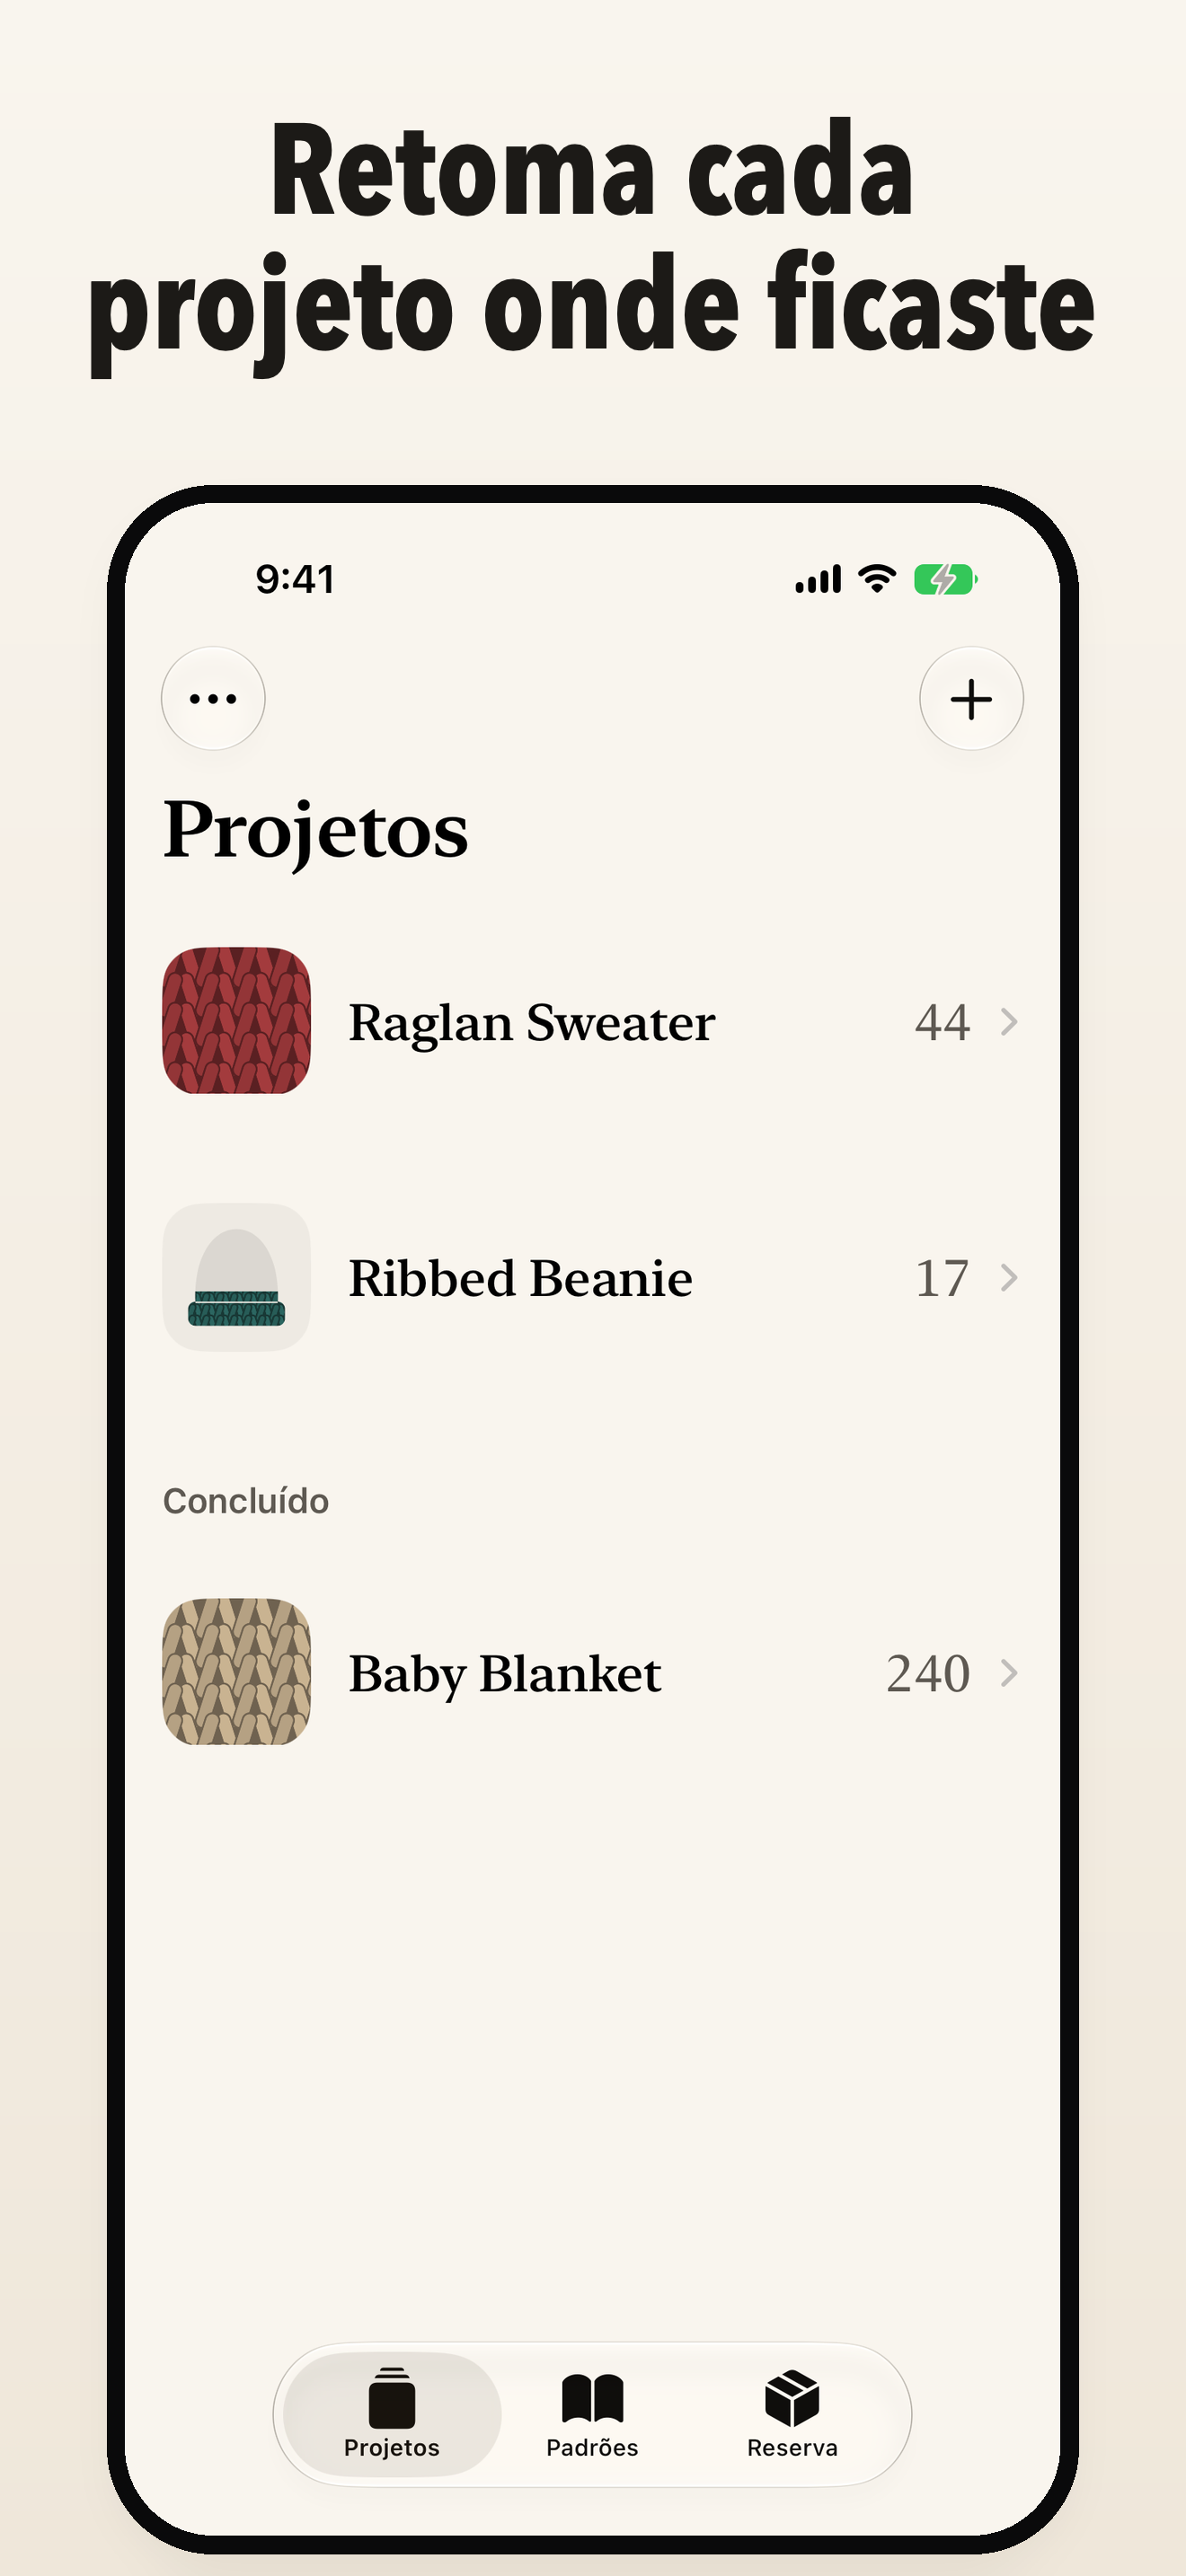 Retoma cada
projeto onde ficaste
9:41
Projetos
Raglan Sweater 44
Ribbed Beanie 17
Concluído
Baby Blanket 240
Projetos Padrões Reserva